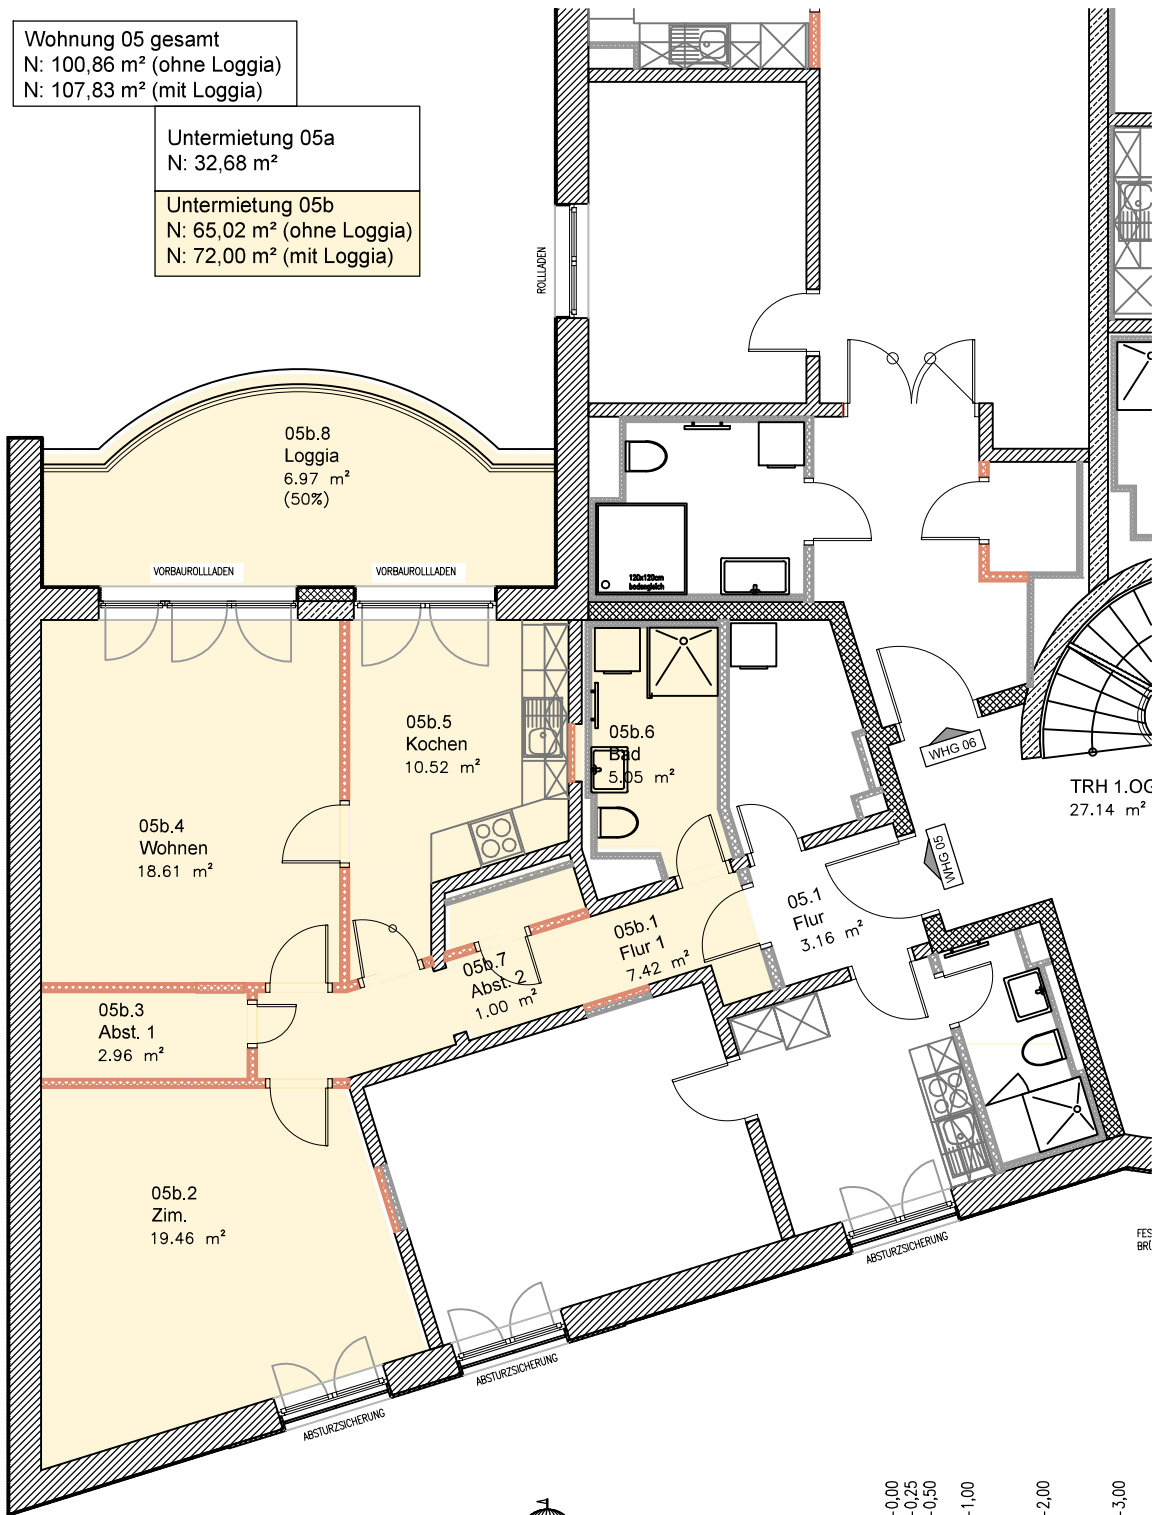 Wohnung 05 gesamt
N: 100,86 m² (ohne Loggia)
N: 107,83 m² (mit Loggia)
Untermietung 05a
N: 32,68 m²
Untermietung 05b
N: 65,02 m² (ohne Loggia)
N: 72,00 m² (mit Loggia)
ROLLLADEN
05b.8
Loggia
6.97 m²
(50%)
VORBAUROLLLADEN
VORBAUROLLLADEN
120x120cm
bodengleich
05b.5
Kochen
10.52 m²
05b.6
Bad
5.05 m²
WHG 06
TRH 1.OG
27.14 m²
05b.4
Wohnen
18.61 m²
WHG 05
05.1
Flur
3.16 m²
05b.1
Flur 1
7.42 m²
05b.7
Abst. 2
1.00 m²
05b.3
Abst. 1
2.96 m²
05b.2
Zim.
19.46 m²
FES
BRÜ
ABSTURZSICHERUNG
ABSTURZSICHERUNG
ABSTURZSICHERUNG
0,00
0,25
0,50
1,00
2,00
3,00